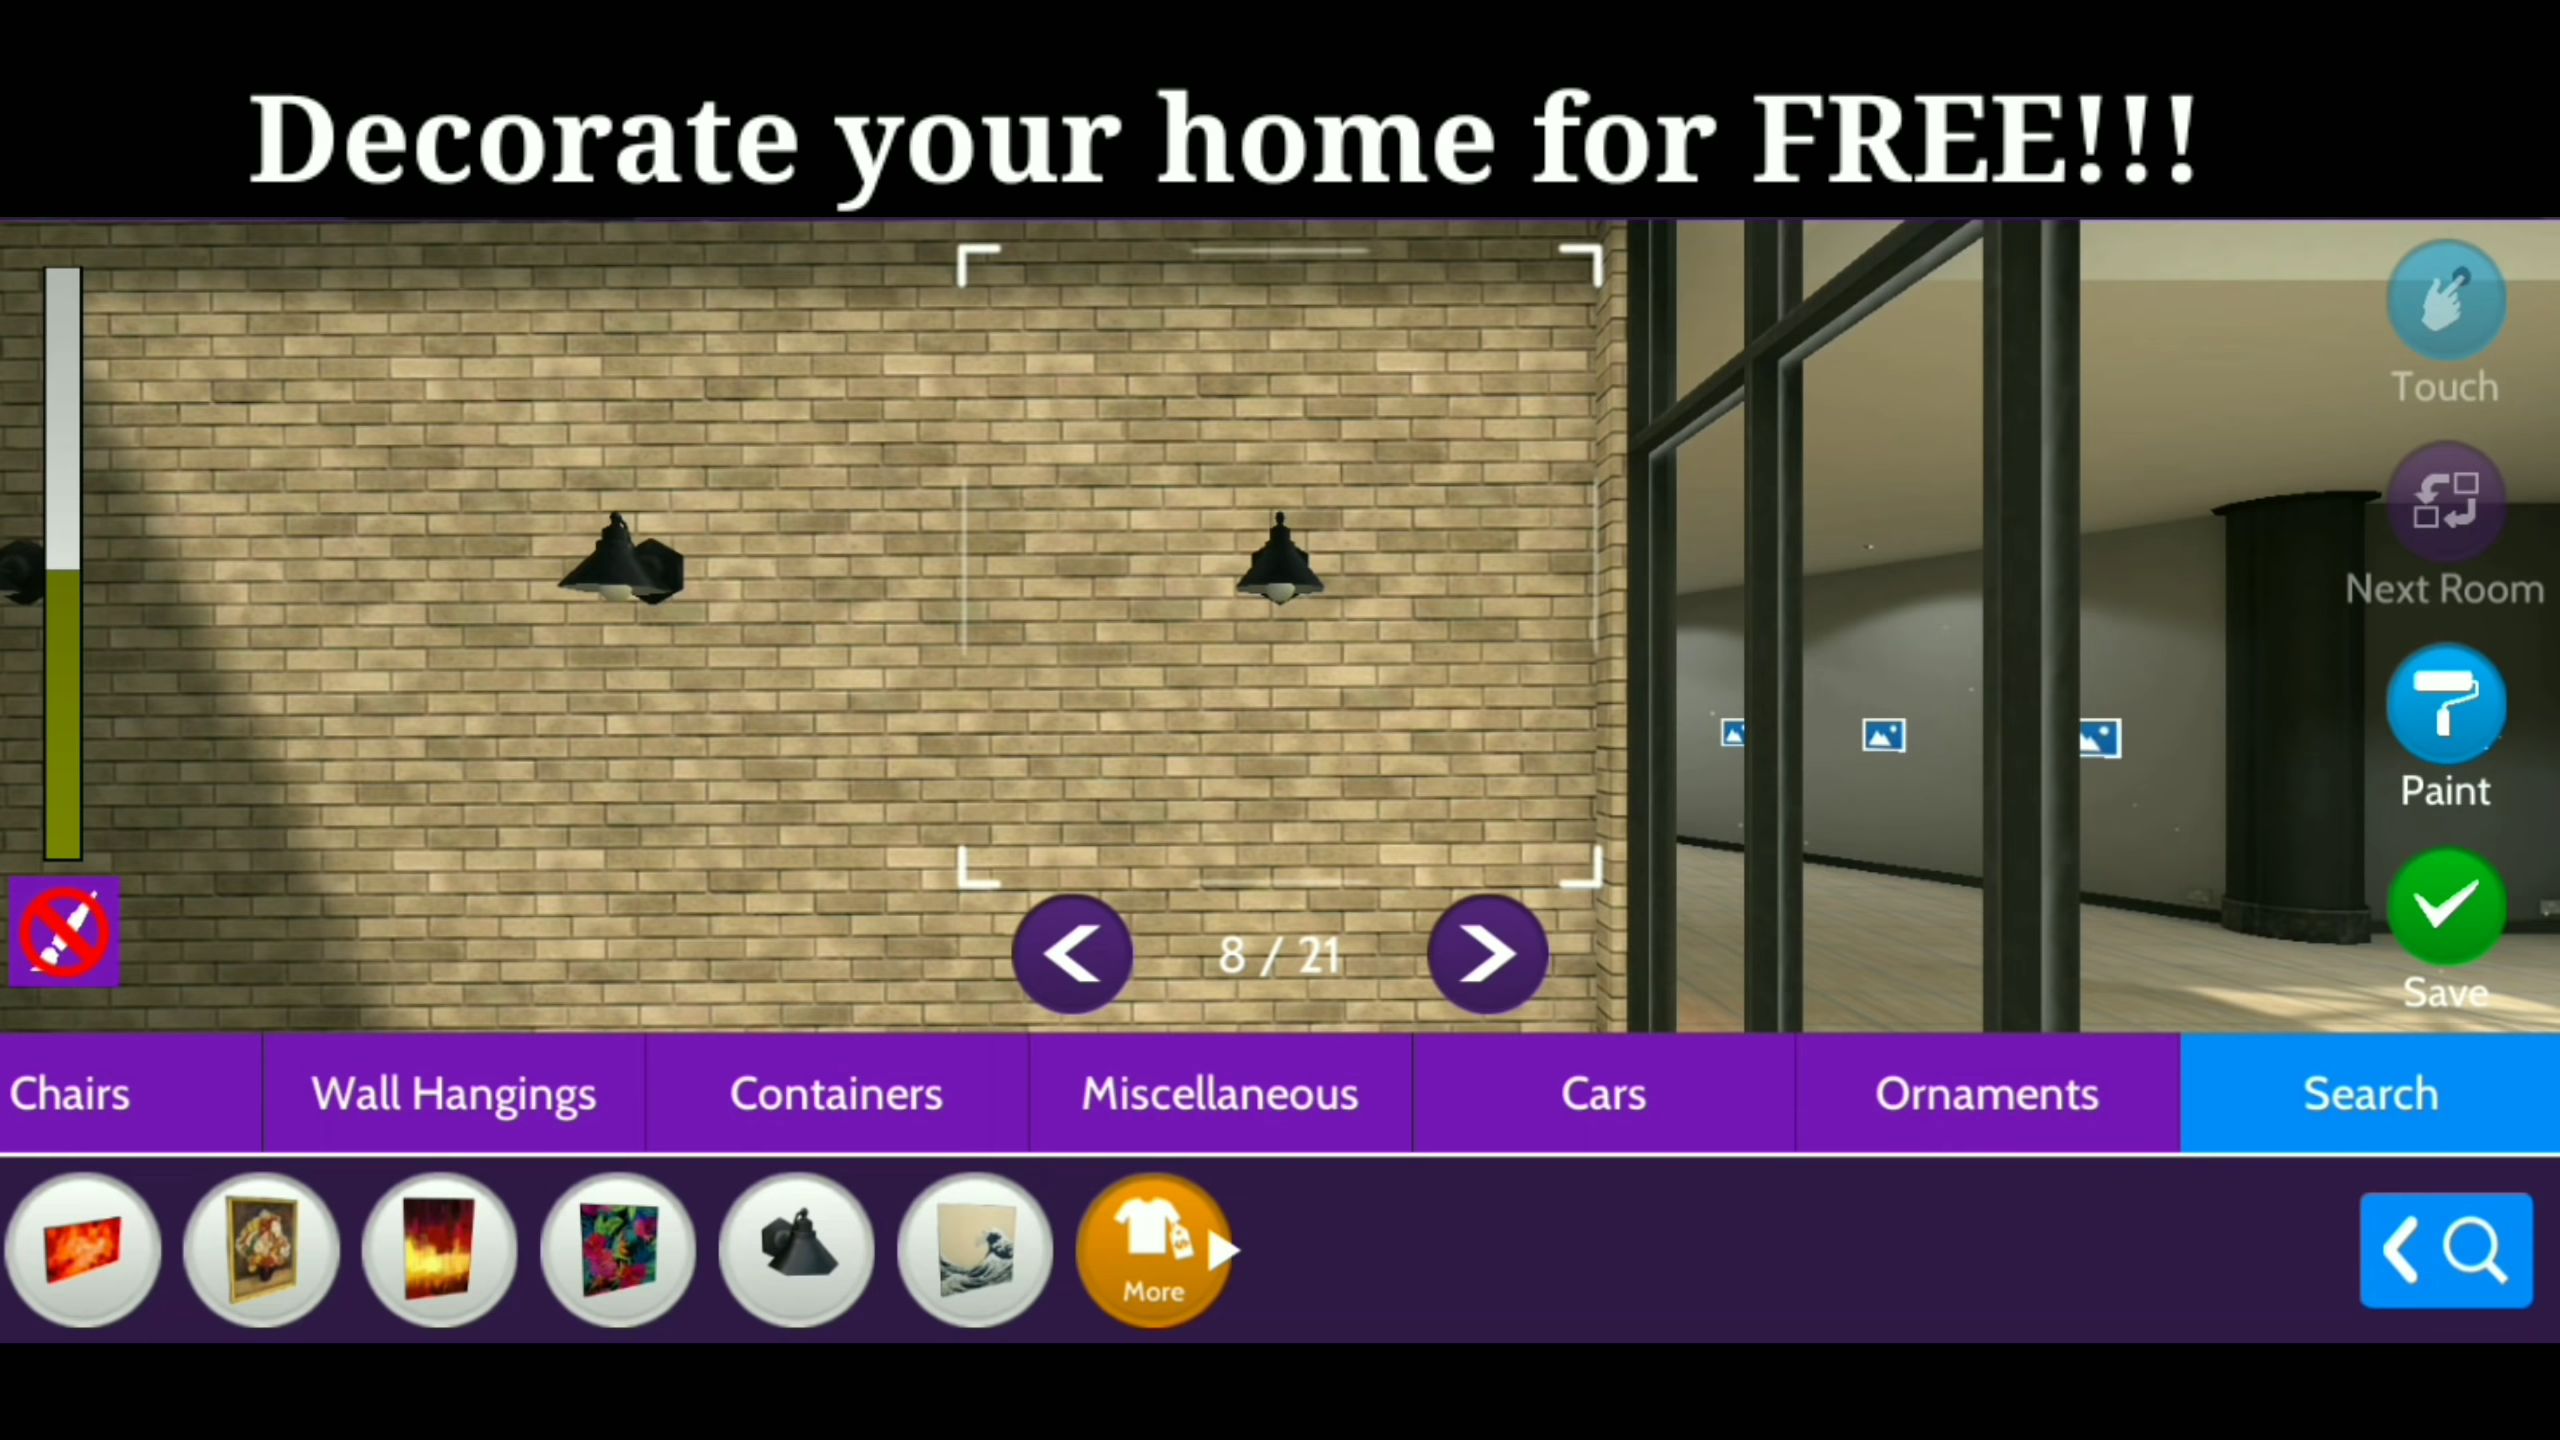 Decorate your home for FREE!!!
Touch
Next Room
Paint
8 / 21
Save
Chairs
Wall Hangings
Containers
Miscellaneous
Cars
Ornaments
Search
More